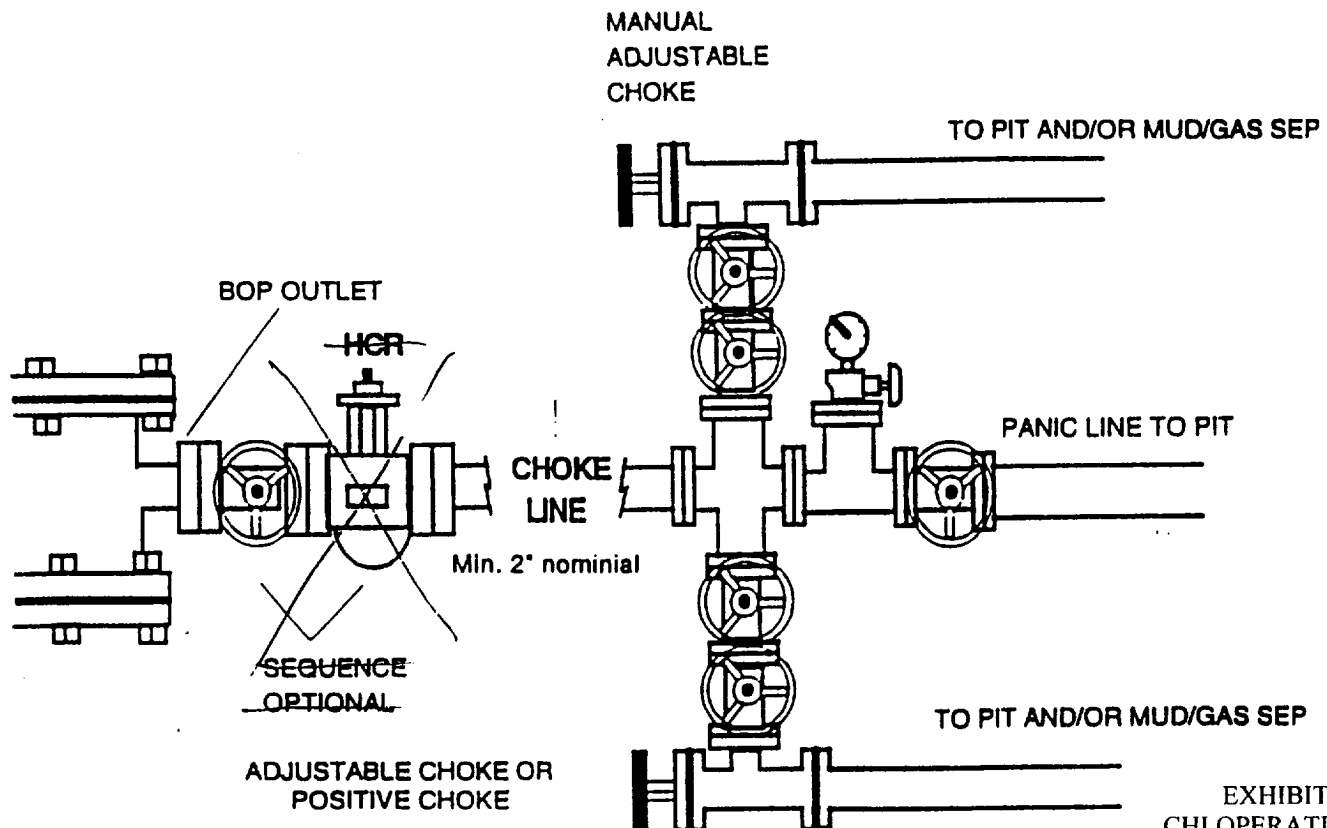 MANUAL
ADJUSTABLE
CHOKE
TO PIT AND/OR MUD/GAS SEP
BOP OUTLET
HCR
PANIC LINE TO PIT
CHOKE
LINE
Min. 2" nominial
SEQUENCE
OPTIONAL
TO PIT AND/OR MUD/GAS SEP
ADJUSTABLE CHOKE OR
POSITIVE CHOKE
EXHIBIT
CHLOPERATE